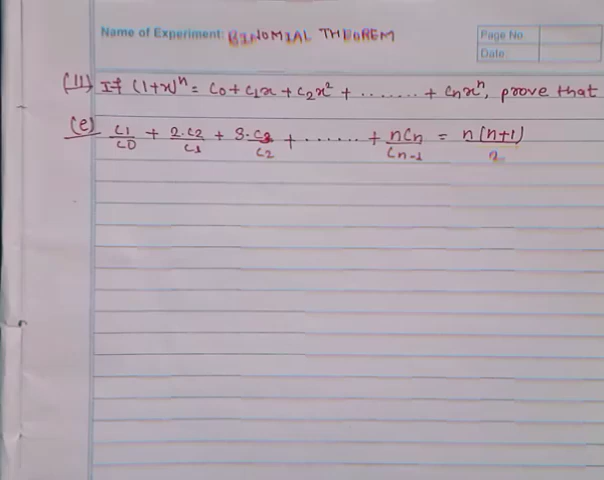 Name of Experiment: BINOMIAL THEOREM
Page No
Date:
(11) If (1+x)ⁿ = C0 + C1x + C2x² + ........ + Cnxⁿ, prove that
(e) C1/C0 + 2.C2/C1 + 3.C3/C2 + ....... + nCn/Cn-1 = n(n+1)/2